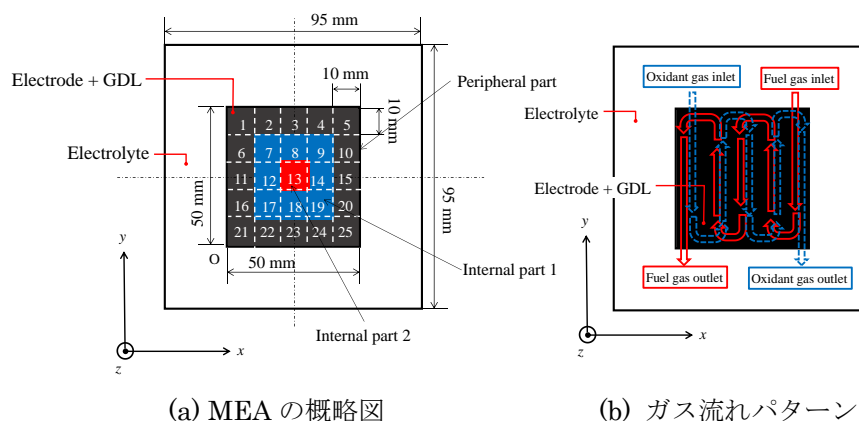 95 mm
Electrode + GDL
10 mm
Peripheral part
10 mm
1 2 3 4 5
6 7 8 9 10
11 12 13 14 15
16 17 18 19 20
21 22 23 24 25
Electrolyte
50 mm
95 mm
O
50 mm
Internal part 1
Internal part 2
y
x
z
(a) MEA の概略図
Oxidant gas inlet
Fuel gas inlet
Electrolyte
Electrode + GDL
Fuel gas outlet
Oxidant gas outlet
y
x
z
(b) ガス流れパターン